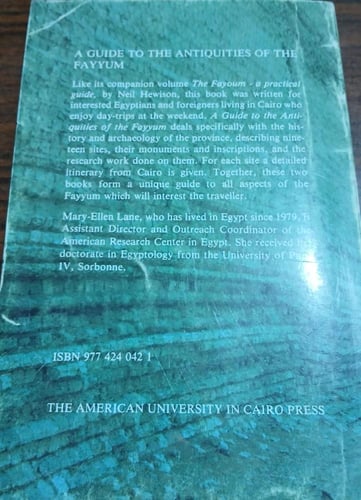 A GUIDE TO THE ANTIQUITIES OF THE
FAYYUM
Like its companion volume The Fayoum - a practical
guide, by Neil Hewison, this book was written for
interested Egyptians and foreigners living in Cairo who
enjoy day-trips at the weekend. A Guide to the Anti-
quities of the Fayyum deals specifically with the his-
tory and archaeology of the province, describing nine-
teen sites, their monuments and inscriptions, and the
research work done on them. For each site a detailed
itinerary from Cairo is given. Together, these two
books form a unique guide to all aspects of the
Fayyum which will interest the traveller.
Mary-Ellen Lane, who has lived in Egypt since 1979,
Assistant Director and Outreach Coordinator of the
American Research Center in Egypt. She received
doctorate in Egyptology from the University of
IV, Sorbonne.
ISBN 977 424 042 1
THE AMERICAN UNIVERSITY IN CAIRO PRESS